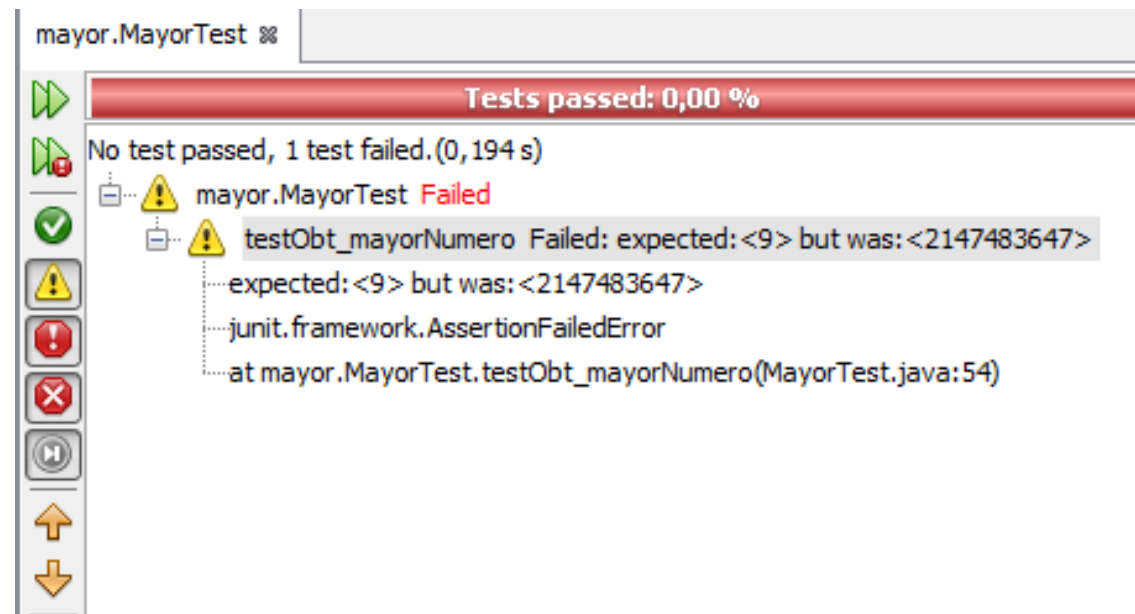 mayor.MayorTest
Tests passed: 0,00 %
No test passed, 1 test failed.(0,194 s)
mayor.MayorTest Failed
testObt_mayorNumero Failed: expected:<9> but was:<2147483647>
expected:<9> but was:<2147483647>
junit.framework.AssertionFailedError
at mayor.MayorTest.testObt_mayorNumero(MayorTest.java:54)